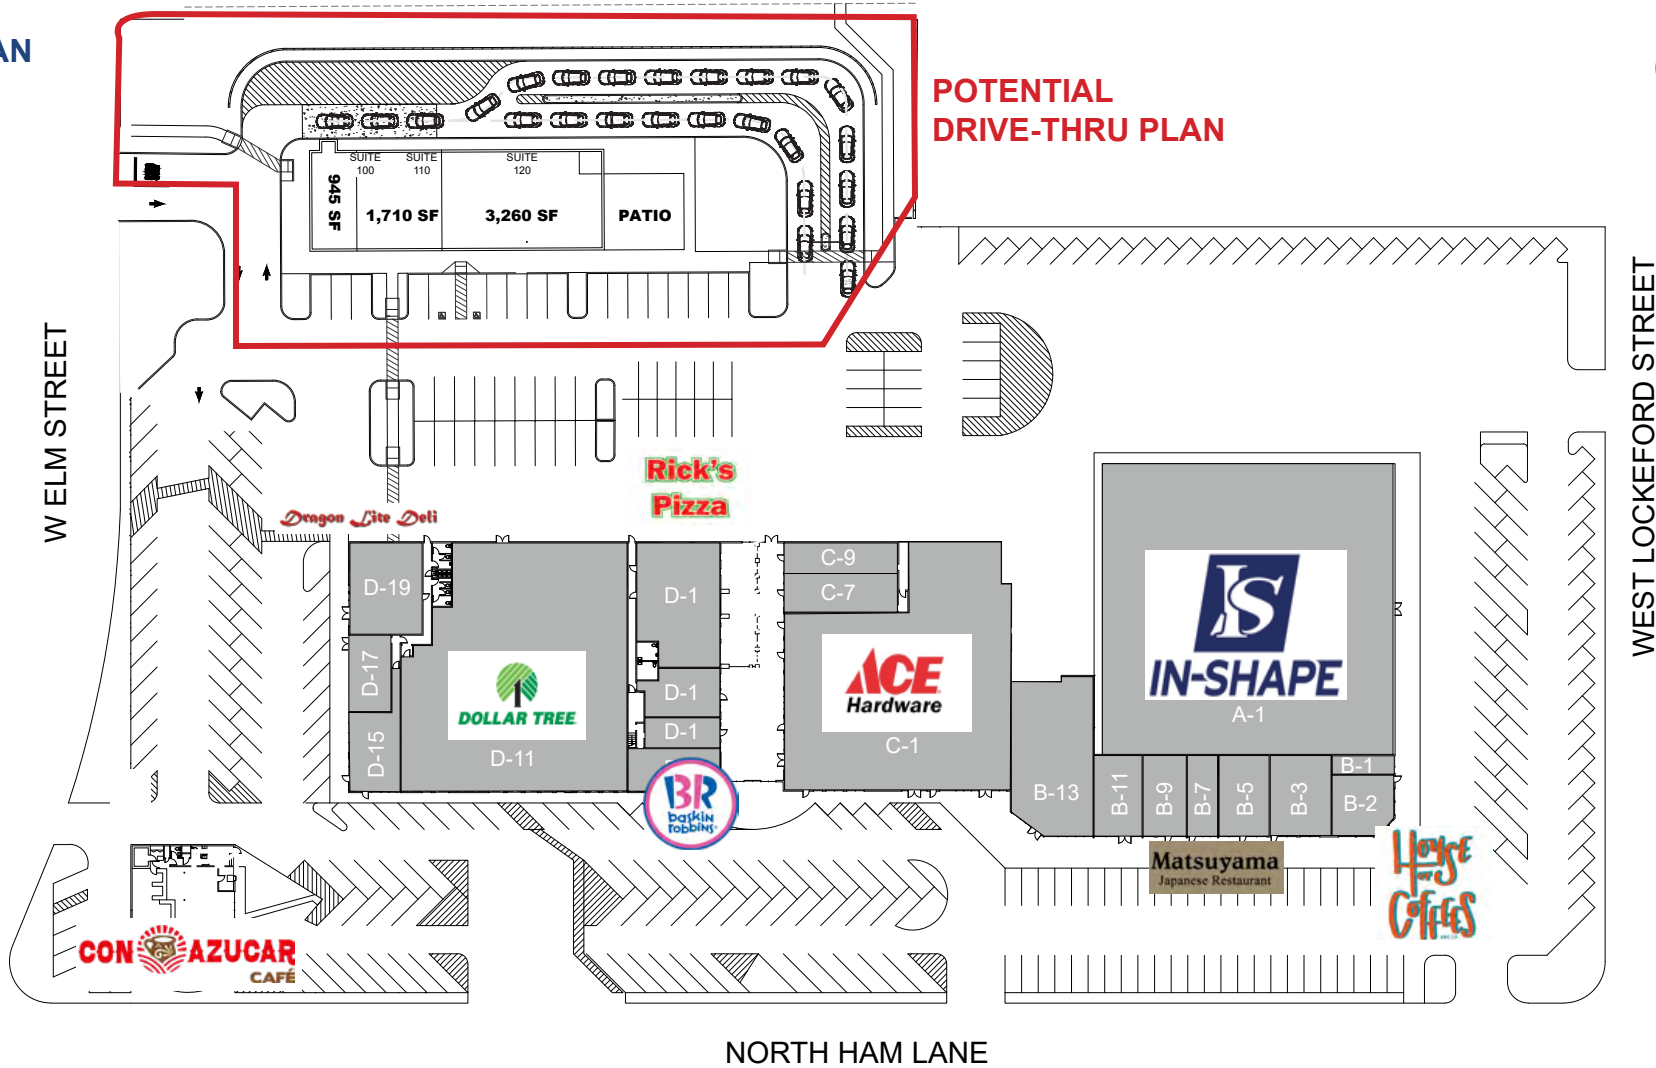 AN
POTENTIAL
DRIVE-THRU PLAN
SUITE
100
SUITE
110
SUITE
120
945 SF
1,710 SF
3,260 SF
PATIO
W ELM STREET
WEST LOCKEFORD STREET
Rick's
Pizza
Dragon Lite Deli
D-19
D-17
D-15
DOLLAR TREE
D-11
D-1
D-1
D-1
BR
baskin
robbins
C-9
C-7
ACE
Hardware
C-1
IS
IN-SHAPE
A-1
B-13
B-11
B-9
B-7
B-5
B-3
B-1
B-2
Matsuyama
Japanese Restaurant
HOUSE
OF
COFFEES
CON AZUCAR
CAFÉ
NORTH HAM LANE